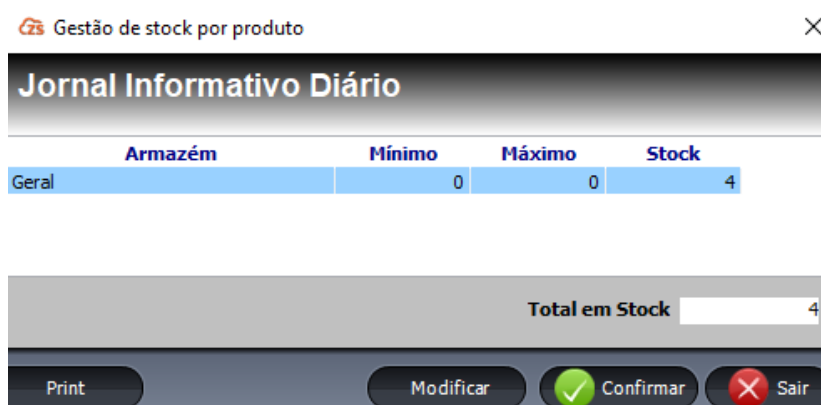 ZS Gestão de stock por produto
Jornal Informativo Diário
Armazém Mínimo Máximo Stock
Geral 0 0 4
Total em Stock 4
Print Modificar Confirmar Sair